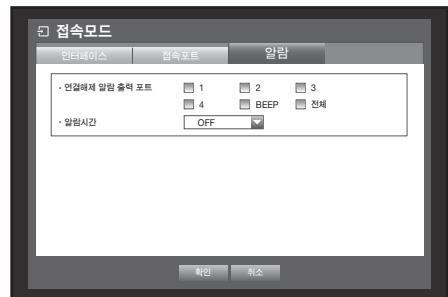 접속모드
인터페이스 접속포트 알람
· 연결해제 알람 출력 포트 1 2 3
4 BEEP 전체
· 알람시간 OFF
확인 취소